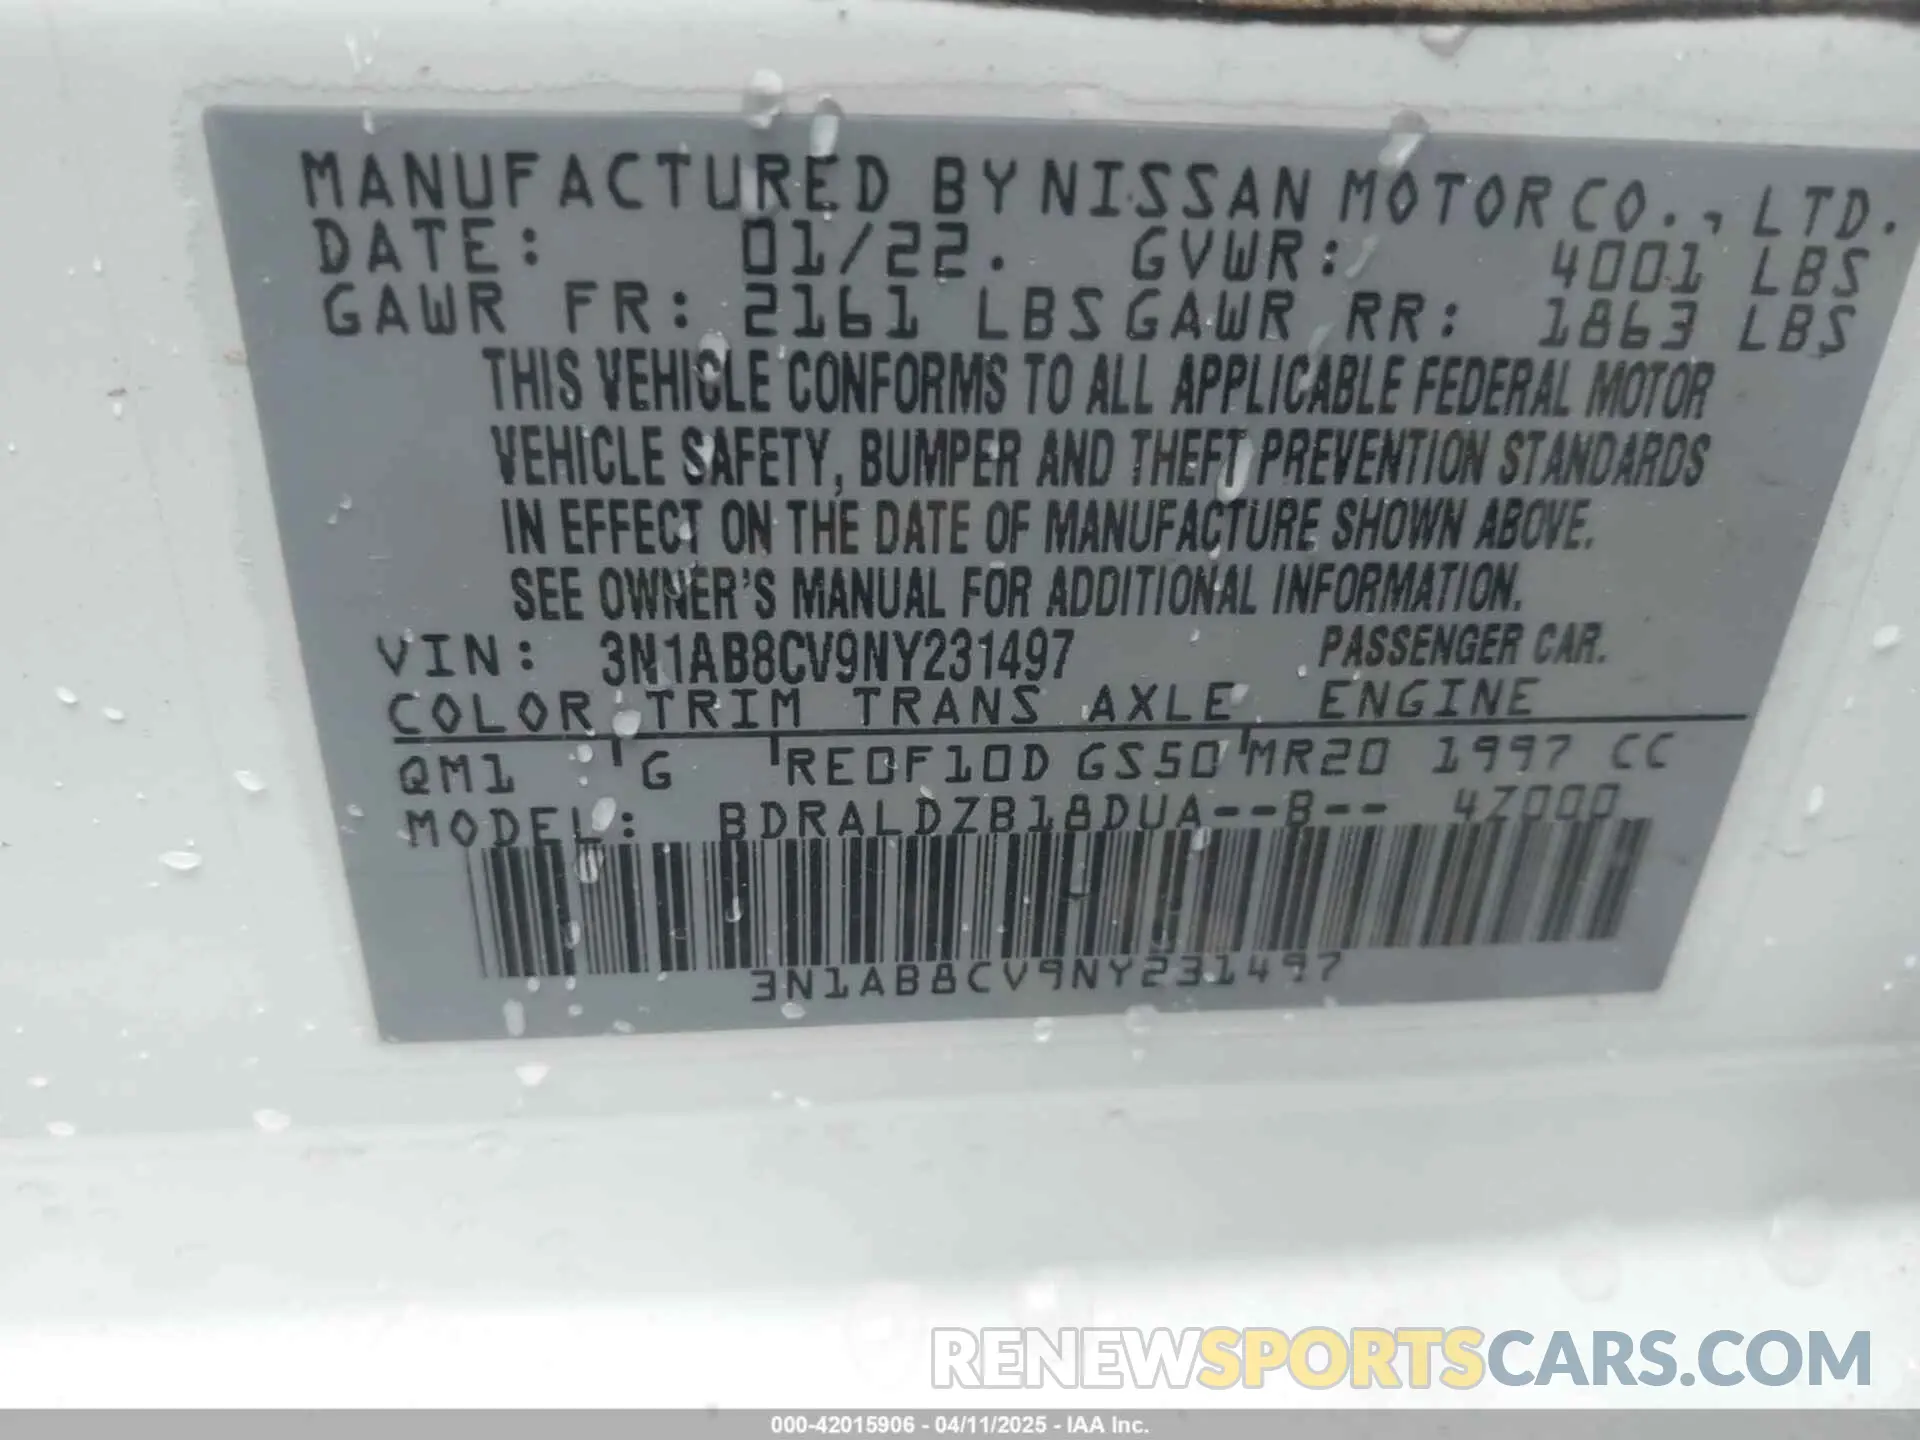 MANUFACTURED BY NISSAN MOTOR CO., LTD.
DATE: 01/22. GVWR: 4001 LBS
GAWR FR: 2161 LBS GAWR RR: 1863 LBS
THIS VEHICLE CONFORMS TO ALL APPLICABLE FEDERAL MOTOR
VEHICLE SAFETY, BUMPER AND THEFT PREVENTION STANDARDS
IN EFFECT ON THE DATE OF MANUFACTURE SHOWN ABOVE.
SEE OWNER'S MANUAL FOR ADDITIONAL INFORMATION.
VIN: 3N1AB8CV9NY231497 PASSENGER CAR.
COLOR TRIM TRANS AXLE ENGINE
QM1 G RE0F10D GS50 MR20 1997 CC
MODEL: BDRALDZB18DUA--B-- 4Z000
3N1AB8CV9NY231497
RENEWSPORTSCARS.COM
000-42015906 - 04/11/2025 - IAA Inc.